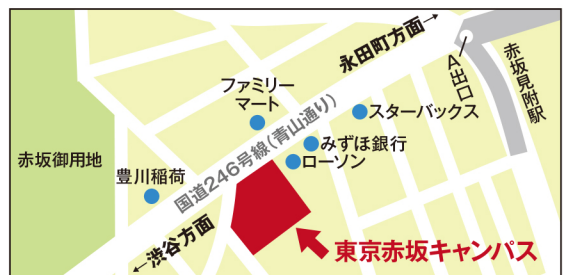 永田町方面→
A出口
赤坂見附駅
ファミリー
マート
スターバックス
国道246号線(青山通り)
みずほ銀行
ローソン
赤坂御用地
豊川稲荷
←渋谷方面
東京赤坂キャンパス